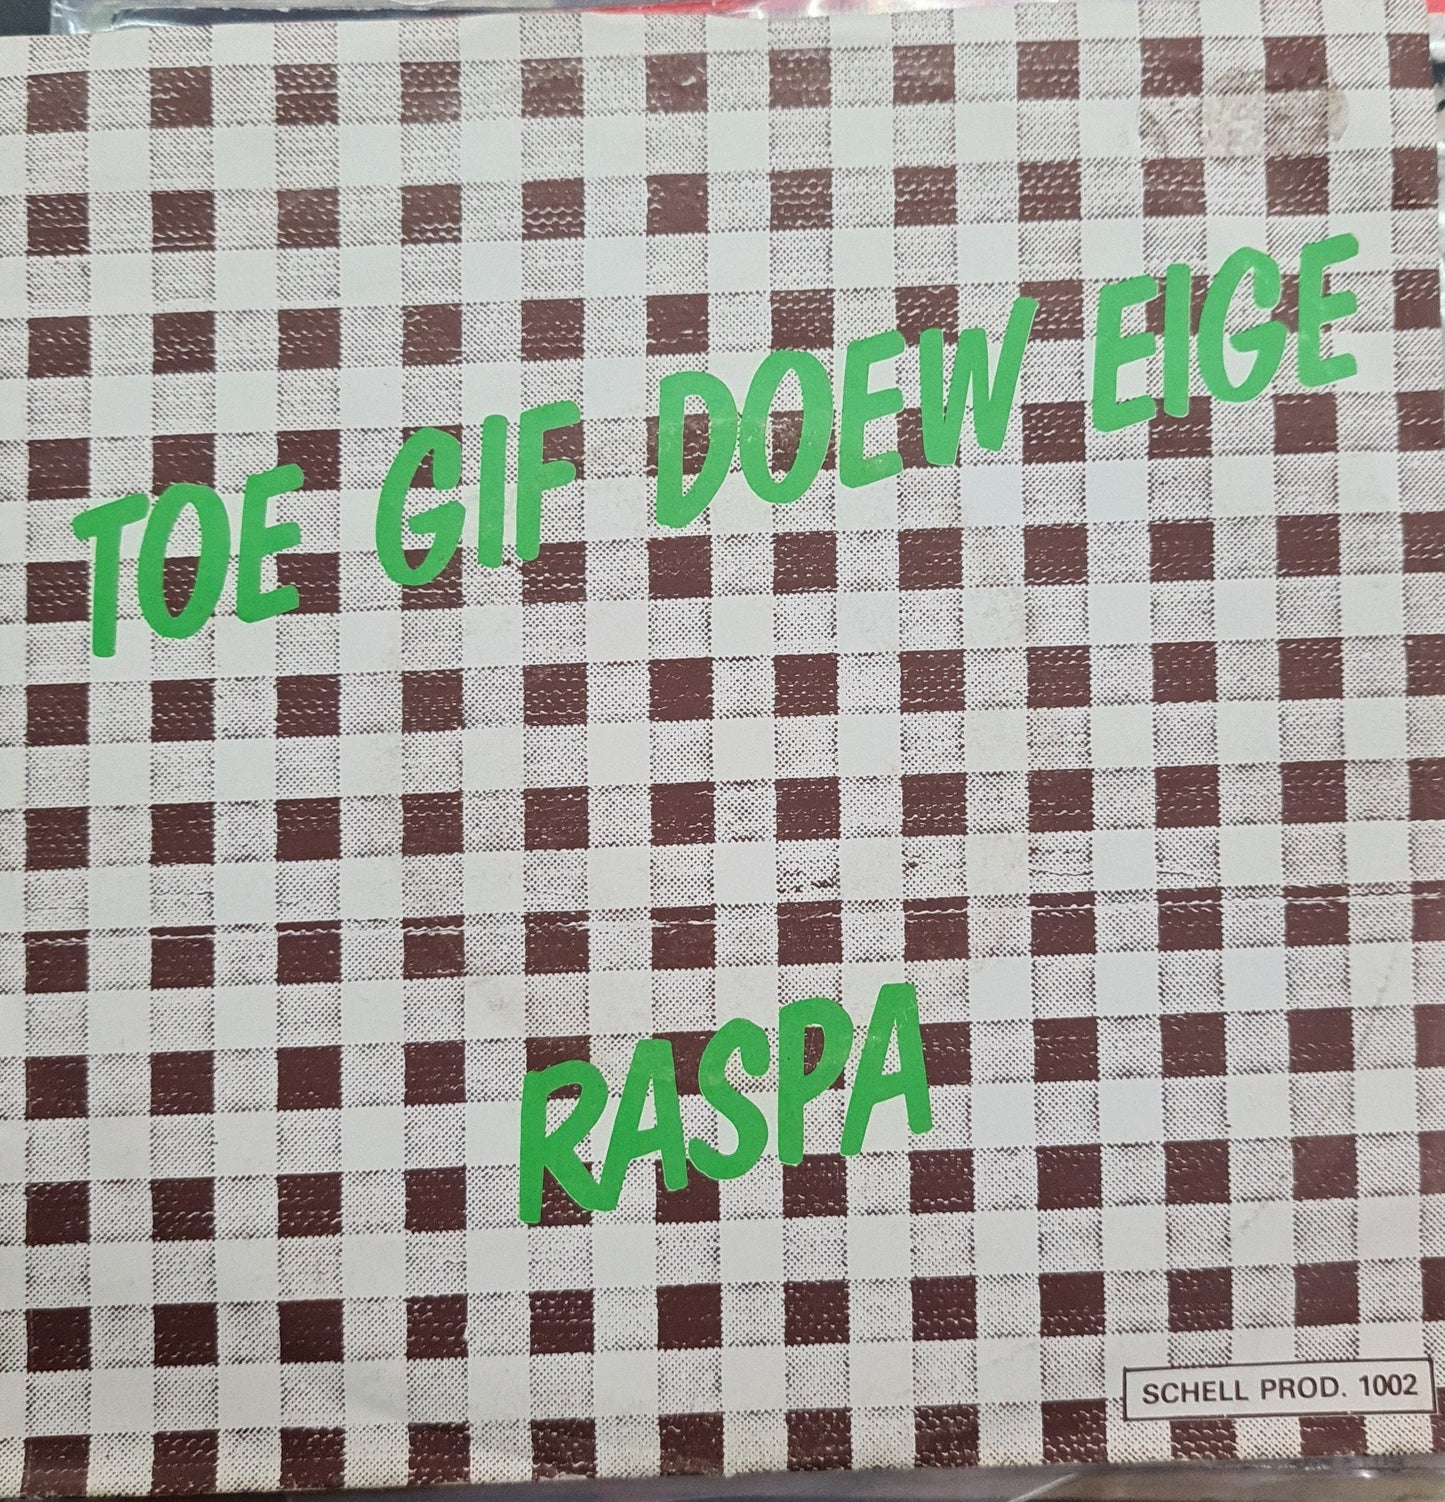 TOE GIF DOEW EIGE
RASPA
SCHELL PROD. 1002